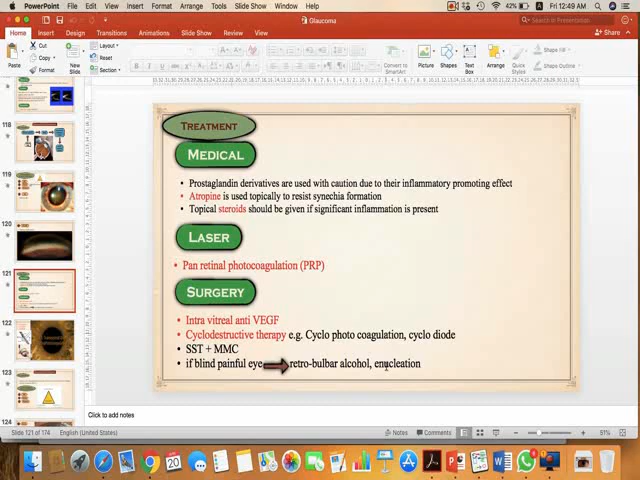 PowerPoint File Edit View Insert Format Arrange Tools Slide Show Window Help
42%
Fri 12:49 AM
Glaucoma
Search in Presentation
Home Insert Design Transitions Animations Slide Show Review View
Share
Paste
Cut
Copy
Format
New Slide
Layout
Reset
Section
Convert to SmartArt
Picture
Shapes
Text Box
Arrange
Quick Styles
Shape Fill
Shape Outline
118
119
120
121
122
123
124
TREATMENT
MEDICAL
• Prostaglandin derivatives are used with caution due to their inflammatory promoting effect
• Atropine is used topically to resist synechia formation
• Topical steroids should be given if significant inflammation is present
LASER
• Pan retinal photocoagulation (PRP)
SURGERY
• Intra vitreal anti VEGF
• Cyclodestructive therapy e.g. Cyclo photo coagulation, cyclo diode
• SST + MMC
• if blind painful eye retro-bulbar alcohol, enucleation
Click to add notes
Slide 121 of 174 English (United States)
Notes
Comments
51%